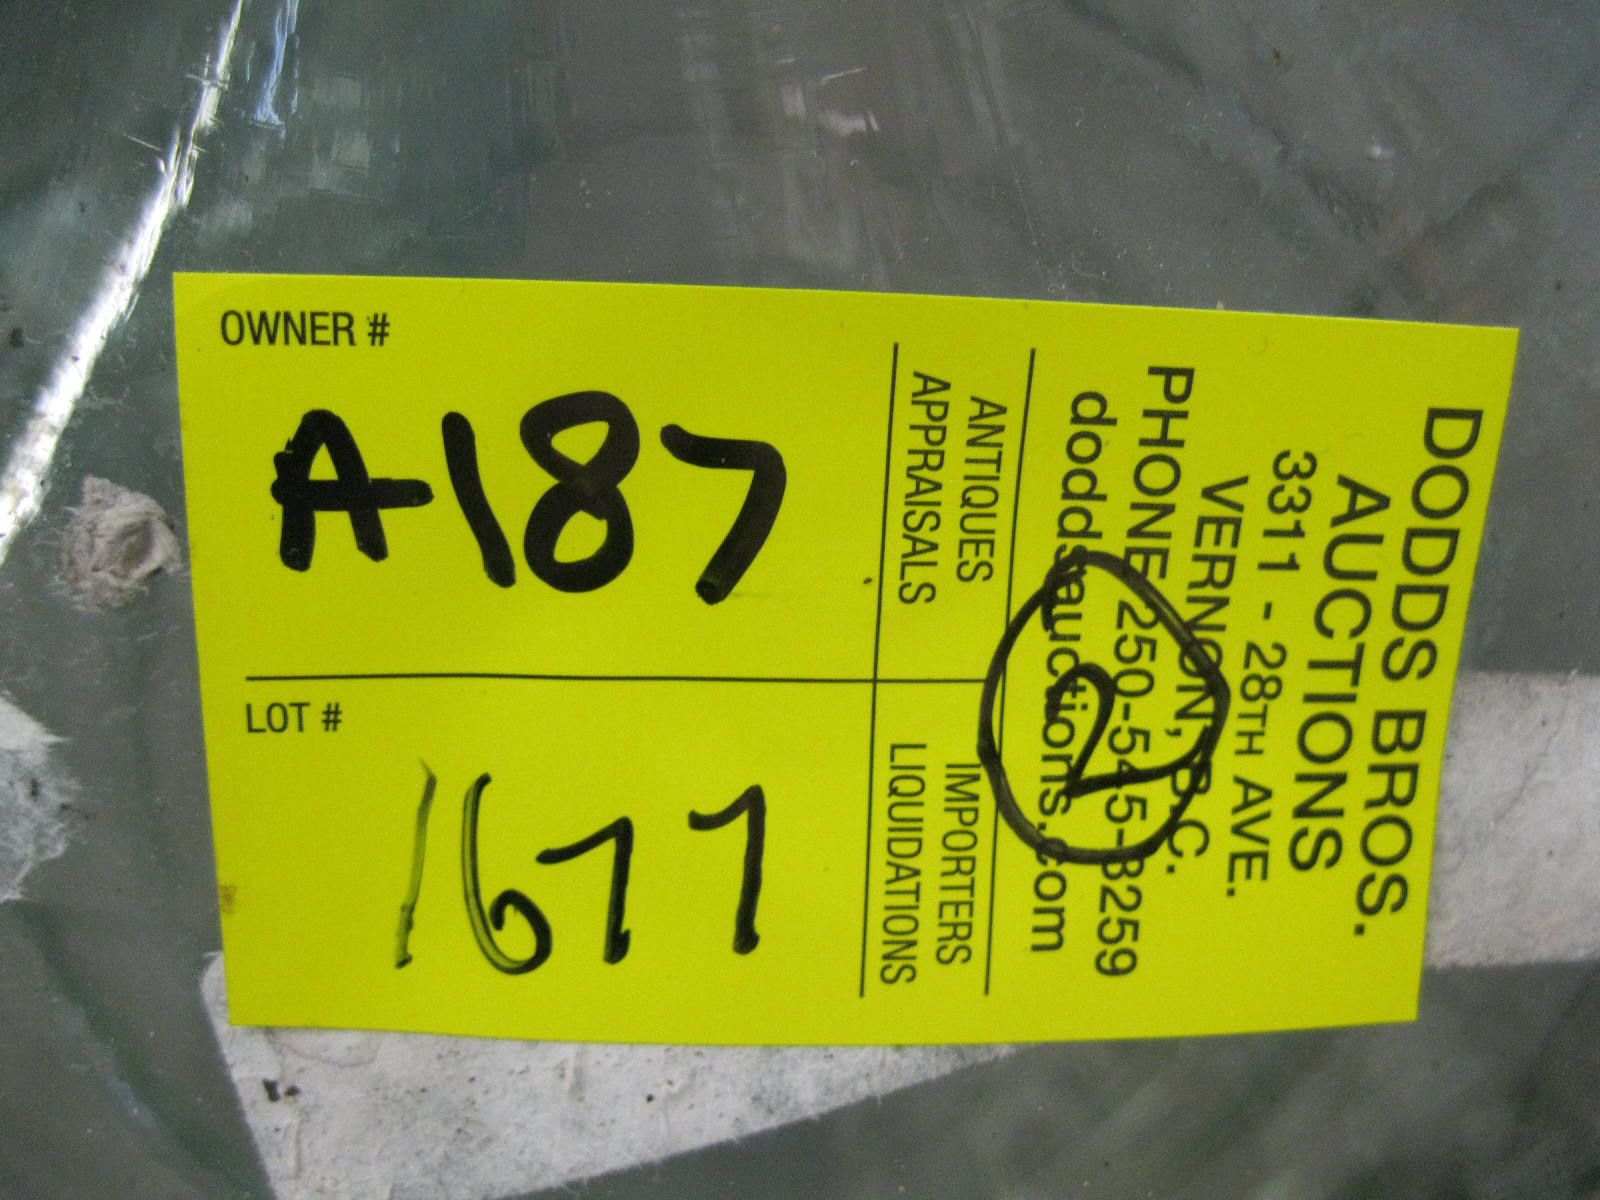 OWNER #
A187
LOT #
1677
ANTIQUES
APPRAISALS
IMPORTERS
LIQUIDATIONS
DODDS BROS.
AUCTIONS
3311 - 28TH AVE.
VERNON, B.C.
PHONE 250-545-3259
doddsauctions.com
2